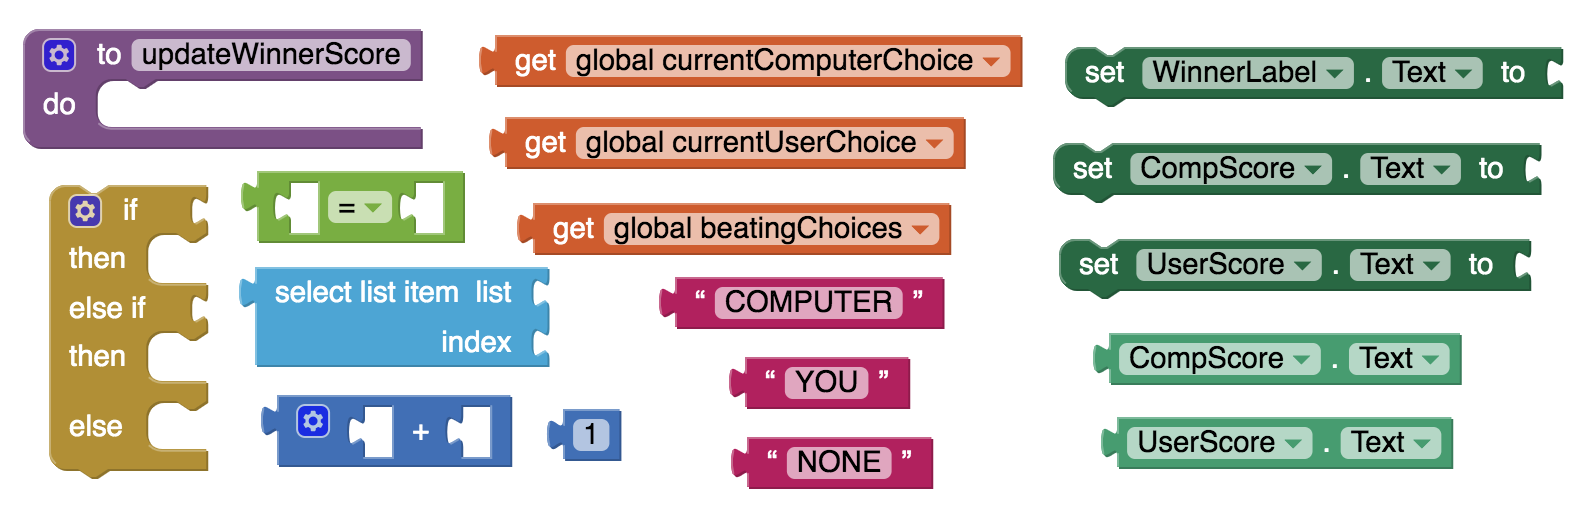 to updateWinnerScore
do
if
then
else if
then
else
=
select list item list
index
+
1
get global currentComputerChoice
get global currentUserChoice
get global beatingChoices
“ COMPUTER ”
“ YOU ”
“ NONE ”
set WinnerLabel . Text to
set CompScore . Text to
set UserScore . Text to
CompScore . Text
UserScore . Text